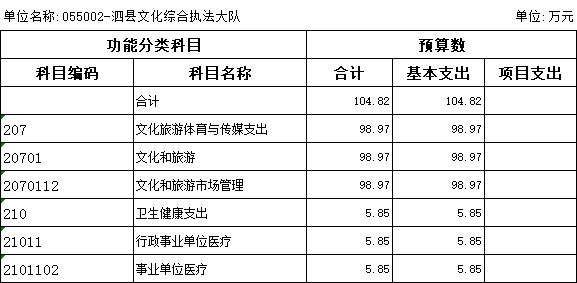 单位名称:055002-泗县文化综合执法大队 单位:万元
功能分类科目 预算数
科目编码 科目名称 合计 基本支出 项目支出
合计 104.82 104.82
207 文化旅游体育与传媒支出 98.97 98.97
20701 文化和旅游 98.97 98.97
2070112 文化和旅游市场管理 98.97 98.97
210 卫生健康支出 5.85 5.85
21011 行政事业单位医疗 5.85 5.85
2101102 事业单位医疗 5.85 5.85